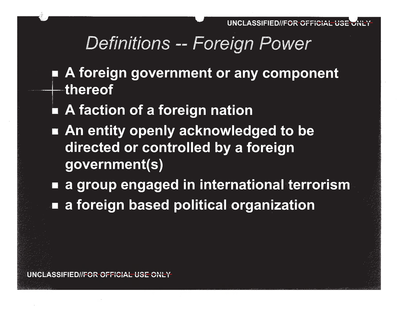 UNCLASSIFIED//FOR OFFICIAL USE ONLY
Definitions -- Foreign Power
■ A foreign government or any component
thereof
■ A faction of a foreign nation
■ An entity openly acknowledged to be
directed or controlled by a foreign
government(s)
■ a group engaged in international terrorism
■ a foreign based political organization
UNCLASSIFIED//FOR OFFICIAL USE ONLY